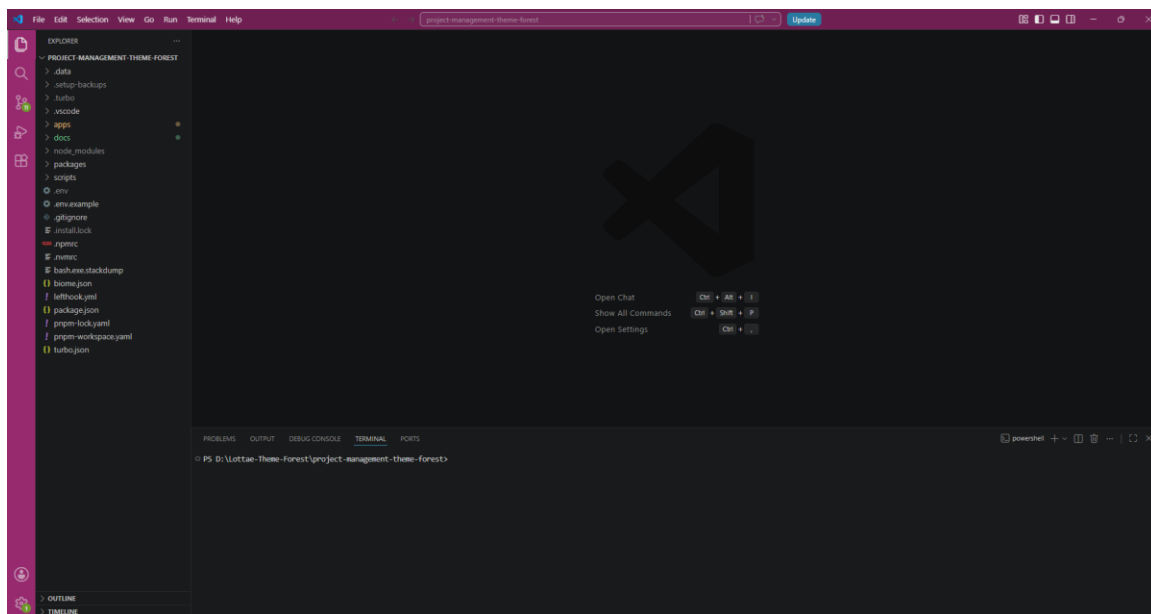 File Edit Selection View Go Run Terminal Help
project-management-theme-forest
Update
EXPLORER
PROJECT-MANAGEMENT-THEME-FOREST
.data
.setup-backups
.turbo
.vscode
apps
docs
node_modules
packages
scripts
.env
.env.example
.gitignore
.install.lock
.npmrc
.nvmrc
bash.exe.stackdump
biome.json
lefthook.yml
package.json
pnpm-lock.yaml
pnpm-workspace.yaml
turbo.json
OUTLINE
TIMELINE
Open Chat Ctrl + Alt + I
Show All Commands Ctrl + Shift + P
Open Settings Ctrl + ,
PROBLEMS OUTPUT DEBUG CONSOLE TERMINAL PORTS
powershell
PS D:\Lottae-Theme-Forest\project-management-theme-forest>